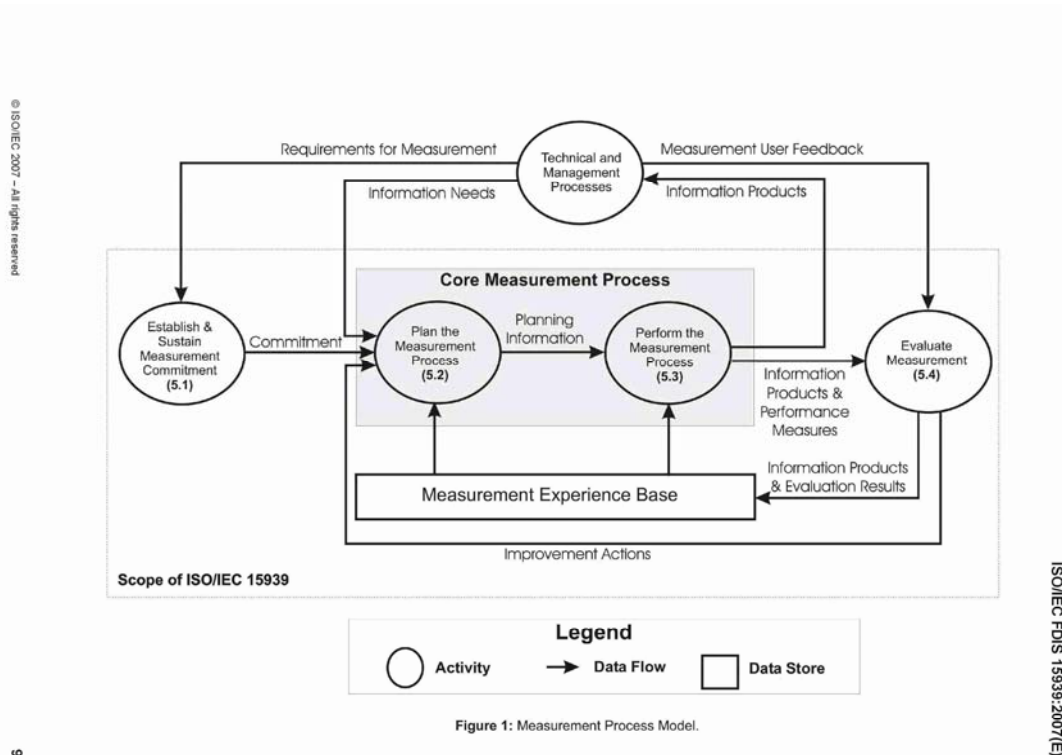 © ISO/IEC 2007 – All rights reserved
Requirements for Measurement
Technical and
Management
Processes
Measurement User Feedback
Information Needs
Information Products
Core Measurement Process
Establish &
Sustain
Measurement
Commitment
(5.1)
Commitment
Plan the
Measurement
Process
(5.2)
Planning
Information
Perform the
Measurement
Process
(5.3)
Evaluate
Measurement
(5.4)
Information
Products &
Performance
Measures
Information Products
& Evaluation Results
Measurement Experience Base
Improvement Actions
Scope of ISO/IEC 15939
Legend
Activity
Data Flow
Data Store
Figure 1: Measurement Process Model.
ISO/IEC FDIS 15939:2007(E)
9